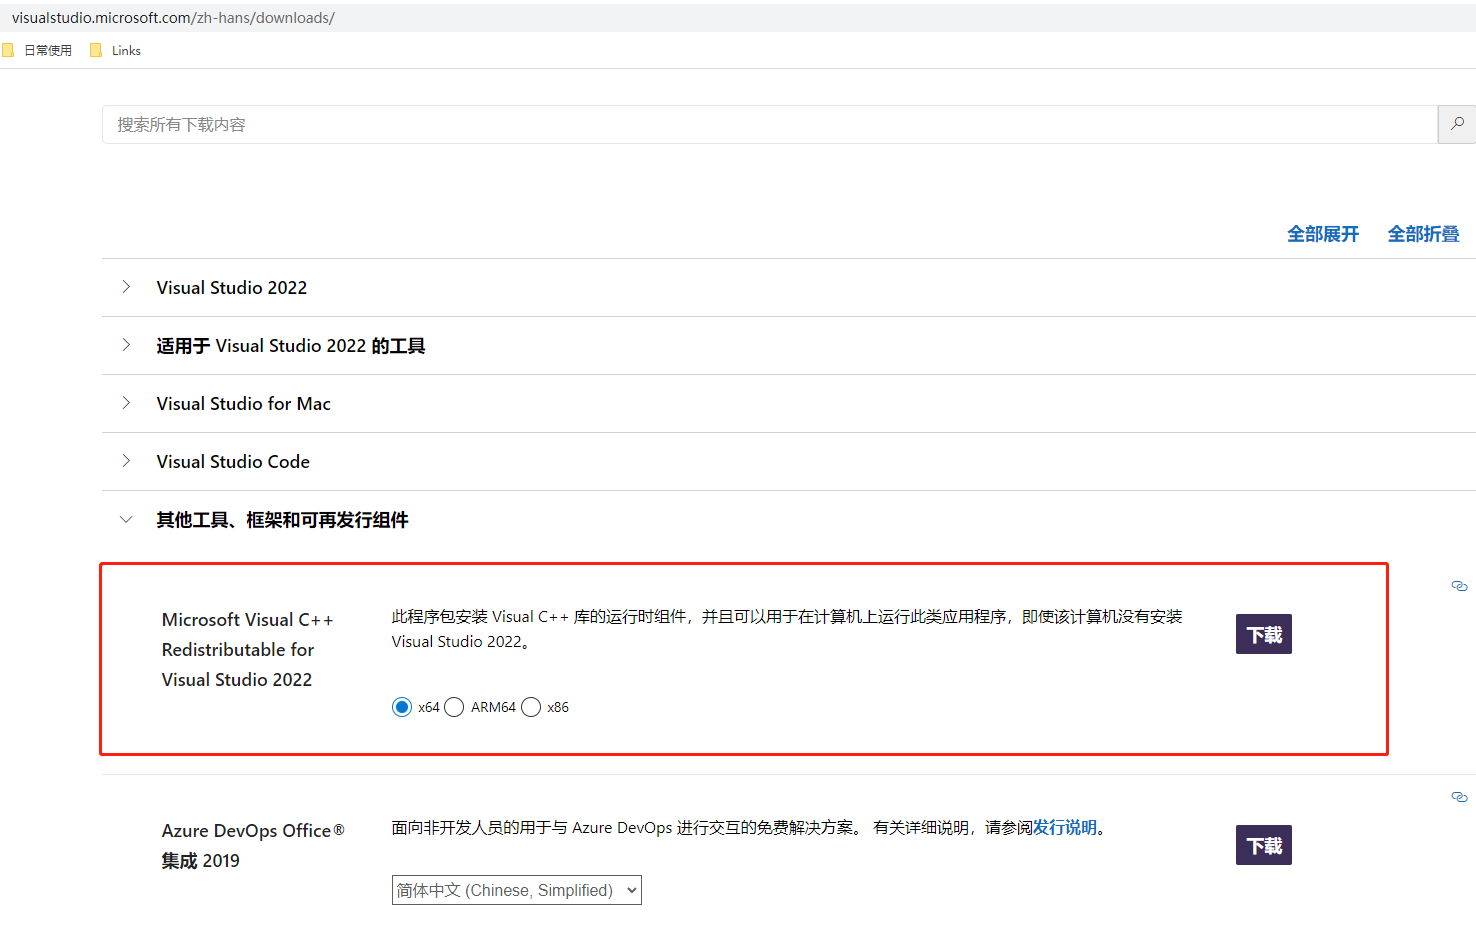 visualstudio.microsoft.com/zh-hans/downloads/
日常使用 Links
搜索所有下载内容
全部展开 全部折叠
Visual Studio 2022
适用于 Visual Studio 2022 的工具
Visual Studio for Mac
Visual Studio Code
其他工具、框架和可再发行组件
Microsoft Visual C++
Redistributable for
Visual Studio 2022
此程序包安装 Visual C++ 库的运行时组件，并且可以用于在计算机上运行此类应用程序，即使该计算机没有安装
Visual Studio 2022。
x64 ARM64 x86
下载
Azure DevOps Office®
集成 2019
面向非开发人员的用于与 Azure DevOps 进行交互的免费解决方案。 有关详细说明，请参阅发行说明。
简体中文 (Chinese, Simplified)
下载